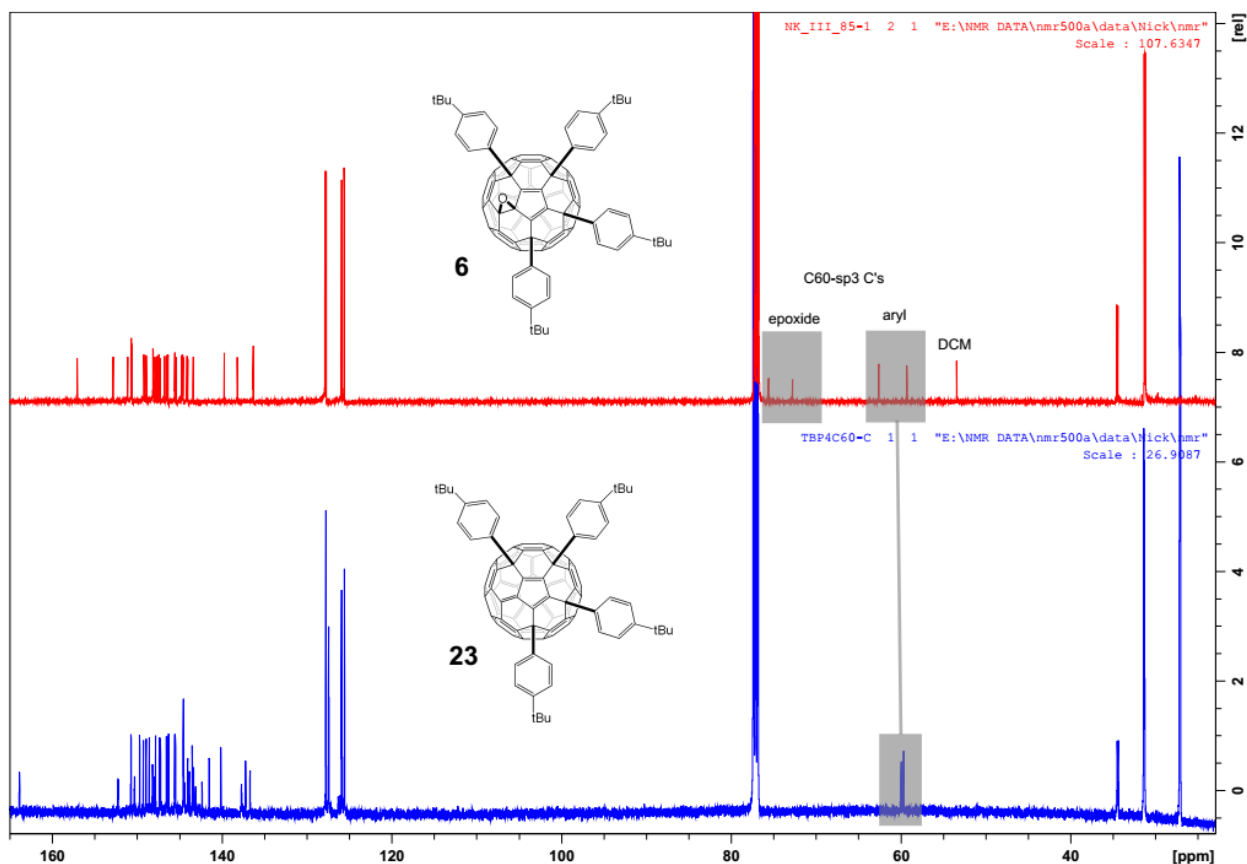 NK_III_85-1 2 1 "E:\NMR DATA\nmr500a\data\Nick\nmr"
Scale : 107.6347
[rel]
tBu
tBu
O
tBu
6
tBu
C60-sp3 C's
epoxide
aryl
DCM
TBP4C60-C 1 1 "E:\NMR DATA\nmr500a\data\Nick\nmr"
Scale : 26.9087
tBu
tBu
tBu
23
tBu
12
10
8
6
4
2
0
160 140 120 100 80 60 40 20 [ppm]